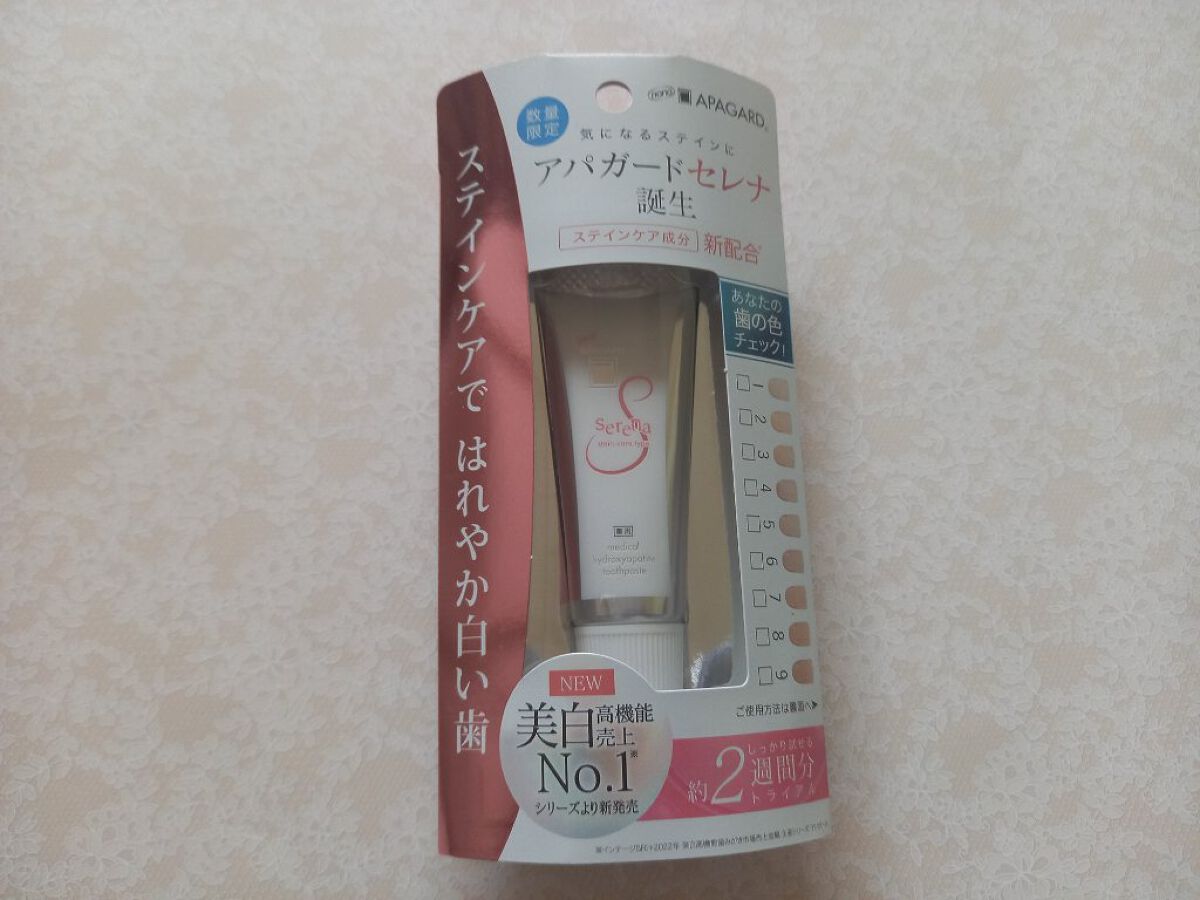 数量
限定
nano APAGARD
気になるステインに
アパガードセレナ
誕生
ステインケア成分 新配合
ステインケアで はれやか白い歯
あなたの
歯の色
チェック!
1
2
3
4
5
6
7
8
9
ご使用方法は裏面へ▶
Serena
stain care type
薬用
medical
hydroxyapatite
toothpaste
NEW
美白高機能
売上
No.1※
シリーズより新発売
しっかり試せる
約2週間分
トライアル